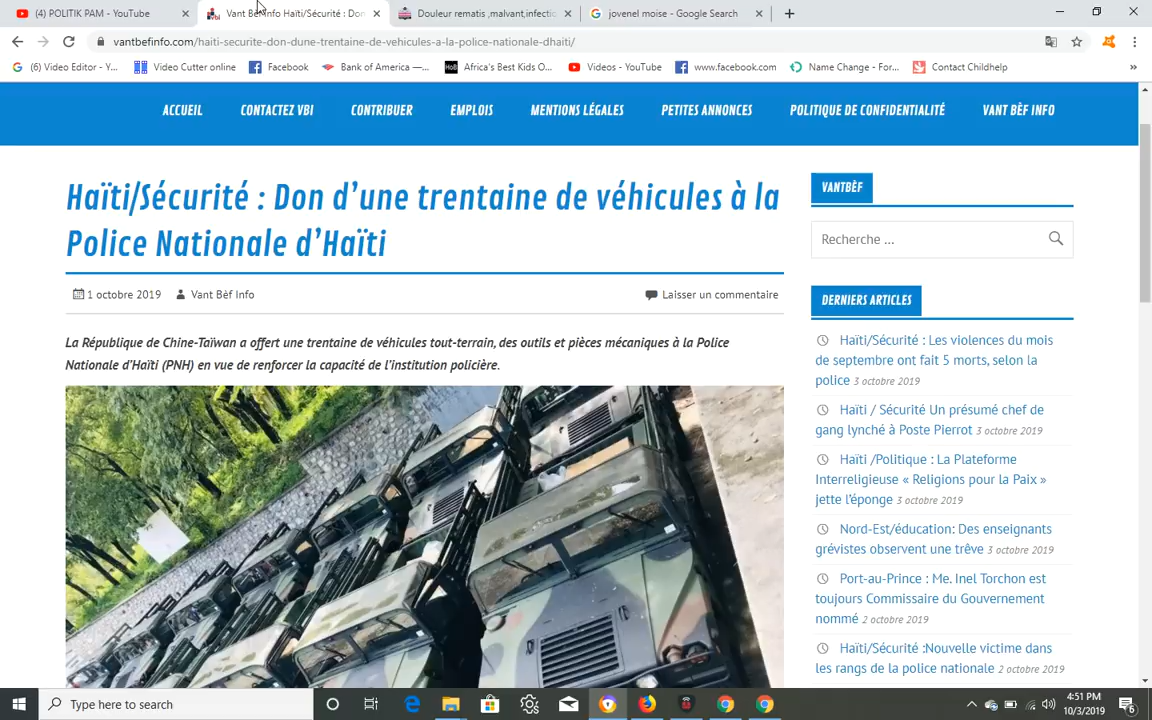 (4) POLITIK PAM - YouTube
Vant Bèf Info Haïti/Sécurité : Don
Douleur rematis ,malvant,infecti
jovenel moise - Google Search
vantbefinfo.com/haiti-securite-don-dune-trentaine-de-vehicules-a-la-police-nationale-dhaiti/
(6) Video Editor - Y...
Video Cutter online
Facebook
Bank of America —...
Africa's Best Kids O...
Videos - YouTube
www.facebook.com
Name Change - For...
Contact Childhelp
»
ACCUEIL
CONTACTEZ VBI
CONTRIBUER
EMPLOIS
MENTIONS LÉGALES
PETITES ANNONCES
POLITIQUE DE CONFIDENTIALITÉ
VANT BÈF INFO
Haïti/Sécurité : Don d'une trentaine de véhicules à la
Police Nationale d'Haïti
1 octobre 2019
Vant Bèf Info
Laisser un commentaire
La République de Chine-Taïwan a offert une trentaine de véhicules tout-terrain, des outils et pièces mécaniques à la Police
Nationale d'Haïti (PNH) en vue de renforcer la capacité de l'institution policière.
VANTBÈF
Recherche …
DERNIERS ARTICLES
Haïti/Sécurité : Les violences du mois
de septembre ont fait 5 morts, selon la
police 3 octobre 2019
Haïti / Sécurité Un présumé chef de
gang lynché à Poste Pierrot 3 octobre 2019
Haïti /Politique : La Plateforme
Interreligieuse « Religions pour la Paix »
jette l'éponge 3 octobre 2019
Nord-Est/éducation: Des enseignants
grévistes observent une trêve 3 octobre 2019
Port-au-Prince : Me. Inel Torchon est
toujours Commissaire du Gouvernement
nommé 2 octobre 2019
Haïti/Sécurité :Nouvelle victime dans
les rangs de la police nationale 2 octobre 2019
Type here to search
4:51 PM
10/3/2019
6